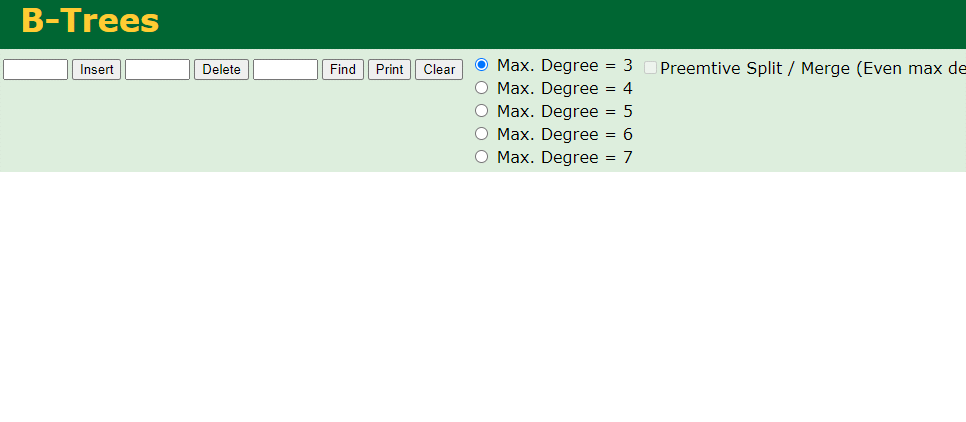 B-Trees
Insert Delete Find Print Clear
Max. Degree = 3
Max. Degree = 4
Max. Degree = 5
Max. Degree = 6
Max. Degree = 7
Preemtive Split / Merge (Even max de